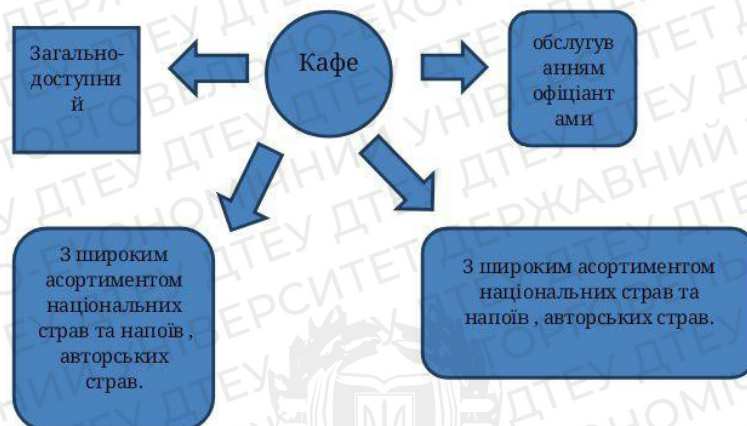 Загально-
доступни
й
Кафе
обслугув
анням
офіціант
ами
З широким
асортиментом
національних
страв та напоїв ,
авторських
страв.
З широким асортиментом
національних страв та
напоїв , авторських страв.